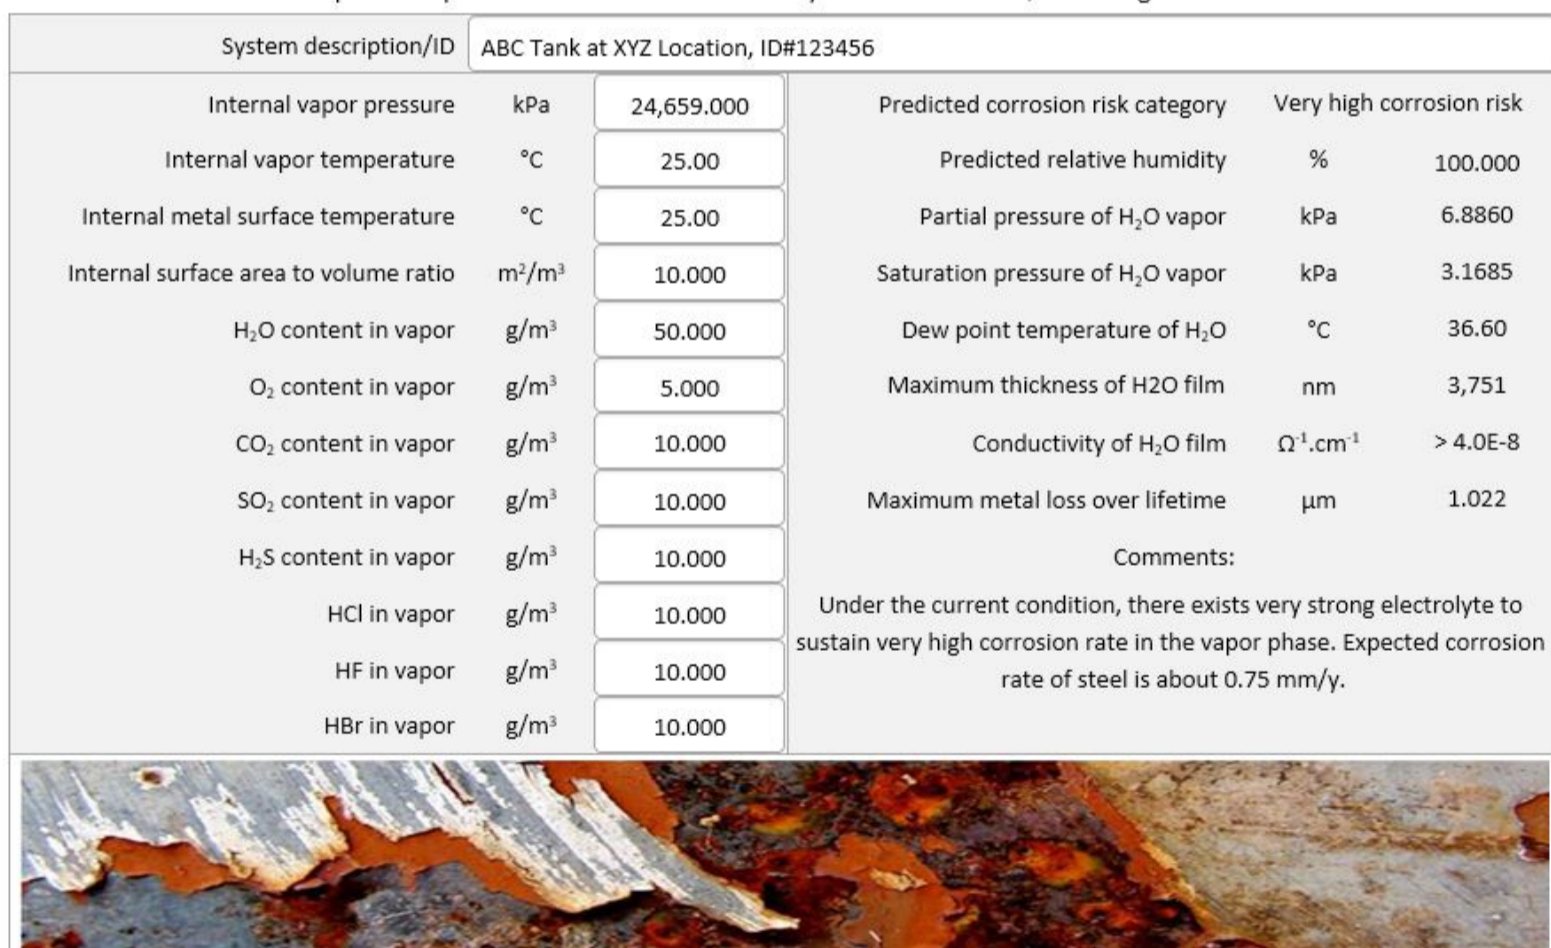 System description/ID ABC Tank at XYZ Location, ID#123456
Internal vapor pressure kPa 24,659.000
Internal vapor temperature °C 25.00
Internal metal surface temperature °C 25.00
Internal surface area to volume ratio m²/m³ 10.000
H₂O content in vapor g/m³ 50.000
O₂ content in vapor g/m³ 5.000
CO₂ content in vapor g/m³ 10.000
SO₂ content in vapor g/m³ 10.000
H₂S content in vapor g/m³ 10.000
HCl in vapor g/m³ 10.000
HF in vapor g/m³ 10.000
HBr in vapor g/m³ 10.000
Predicted corrosion risk category Very high corrosion risk
Predicted relative humidity % 100.000
Partial pressure of H₂O vapor kPa 6.8860
Saturation pressure of H₂O vapor kPa 3.1685
Dew point temperature of H₂O °C 36.60
Maximum thickness of H2O film nm 3,751
Conductivity of H₂O film Ω⁻¹.cm⁻¹ > 4.0E-8
Maximum metal loss over lifetime µm 1.022
Comments:
Under the current condition, there exists very strong electrolyte to
sustain very high corrosion rate in the vapor phase. Expected corrosion
rate of steel is about 0.75 mm/y.